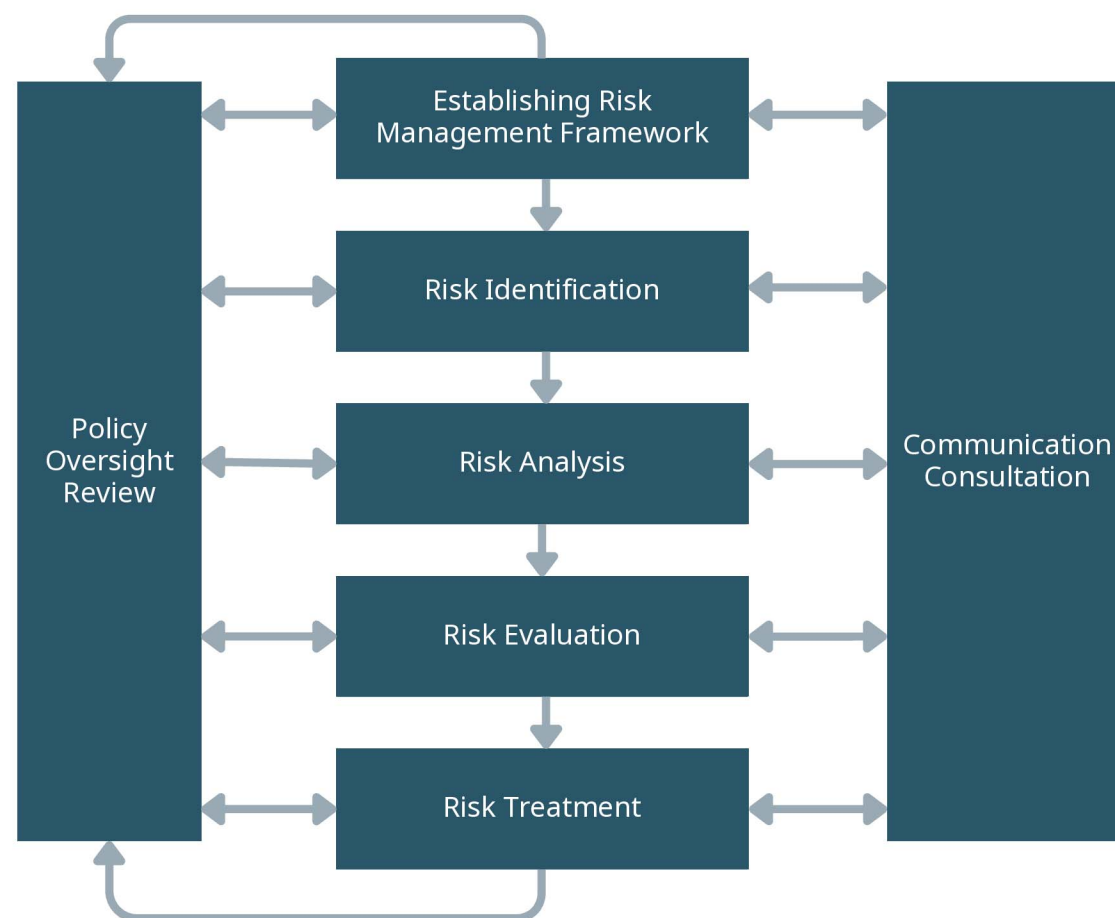 Establishing Risk
Management Framework
Risk Identification
Policy
Oversight
Review
Risk Analysis
Communication
Consultation
Risk Evaluation
Risk Treatment